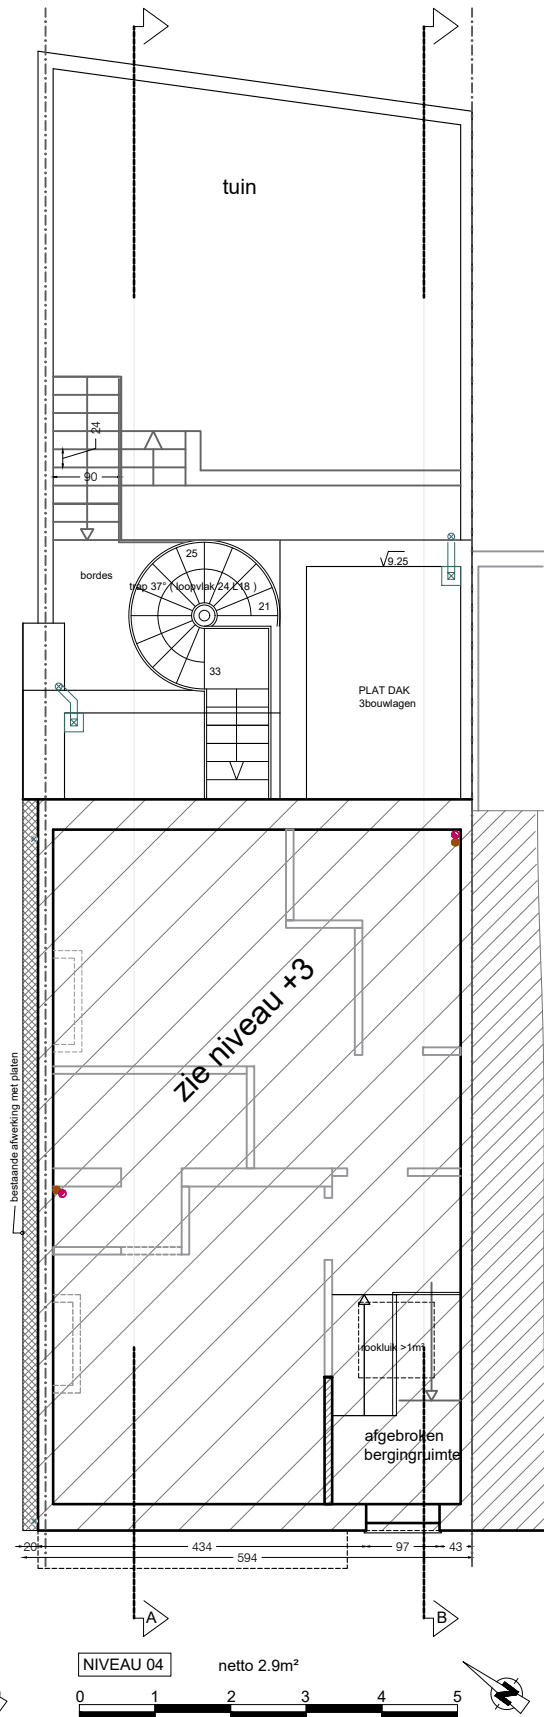 tuin
24
90
25
bordes
trap 37° ( loopvlak 24 L18 )
21
√9.25
33
PLAT DAK
3bouwlagen
zie niveau +3
bestaande afwerking met platen
rookluik >1m²
afgebroken
bergingruimte
20
434
97
43
594
A
B
NIVEAU 04
netto 2.9m²
0
1
2
3
4
5
N